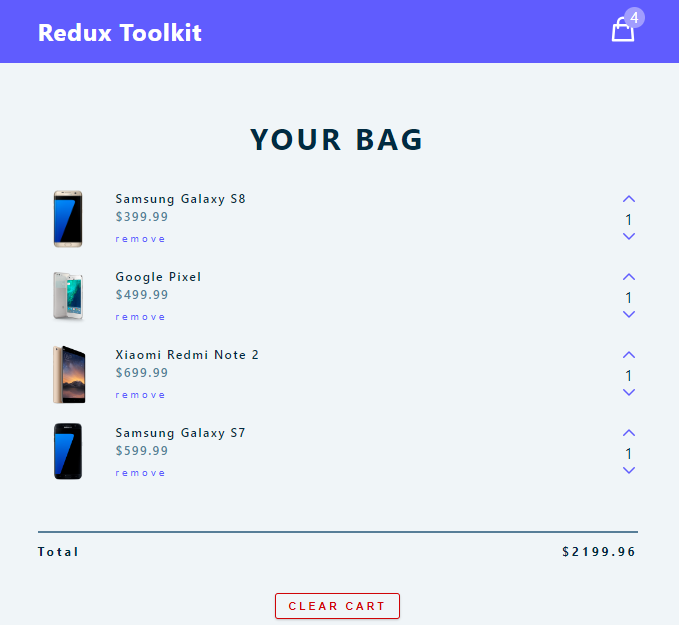 Redux Toolkit
4
YOUR BAG
Samsung Galaxy S8
$399.99
remove
1
Google Pixel
$499.99
remove
1
Xiaomi Redmi Note 2
$699.99
remove
1
Samsung Galaxy S7
$599.99
remove
1
Total $2199.96
CLEAR CART